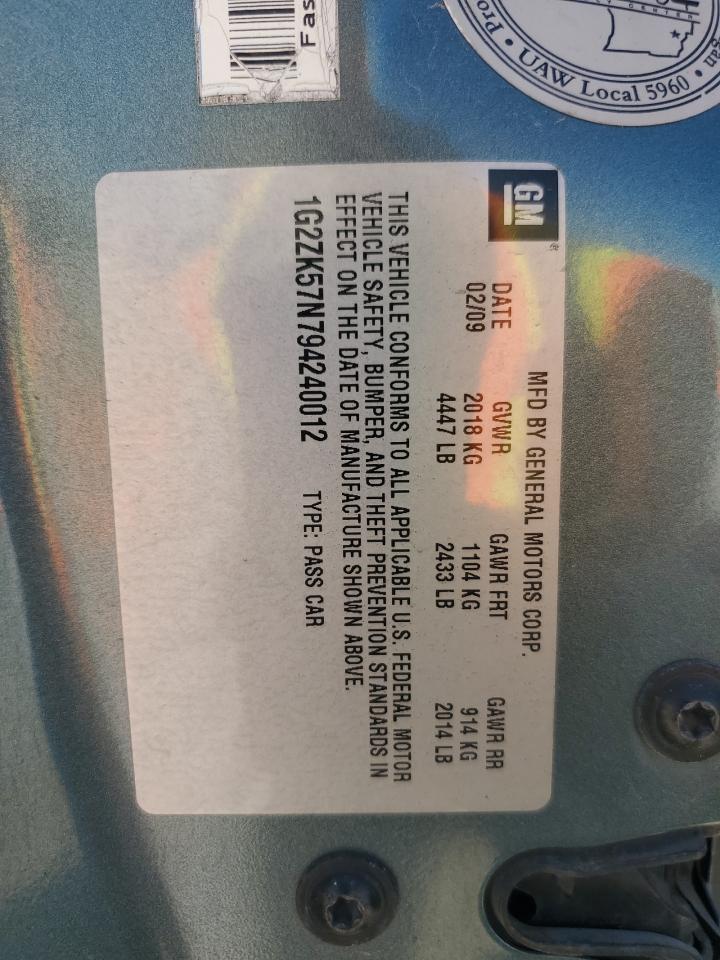 GM
MFD BY GENERAL MOTORS CORP.
DATE GVWR GAWR FRT GAWR RR
02/09 2018 KG 1104 KG 914 KG
4447 LB 2433 LB 2014 LB
THIS VEHICLE CONFORMS TO ALL APPLICABLE U.S. FEDERAL MOTOR
VEHICLE SAFETY, BUMPER, AND THEFT PREVENTION STANDARDS IN
EFFECT ON THE DATE OF MANUFACTURE SHOWN ABOVE.
1G2ZK57N794240012 TYPE: PASS CAR
Fas
UAW Local 5960